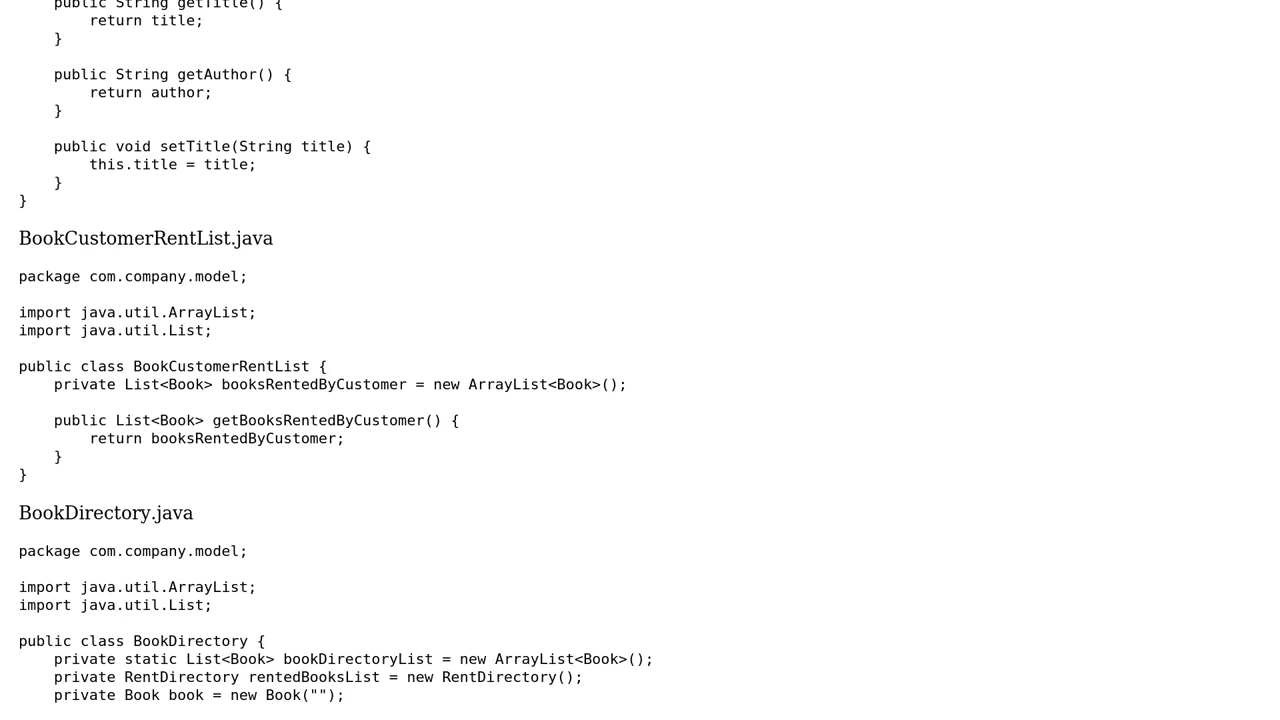 public String getTitle() {
        return title;
    }

    public String getAuthor() {
        return author;
    }

    public void setTitle(String title) {
        this.title = title;
    }
}
BookCustomerRentList.java
package com.company.model;

import java.util.ArrayList;
import java.util.List;

public class BookCustomerRentList {
    private List<Book> booksRentedByCustomer = new ArrayList<Book>();

    public List<Book> getBooksRentedByCustomer() {
        return booksRentedByCustomer;
    }
}
BookDirectory.java
package com.company.model;

import java.util.ArrayList;
import java.util.List;

public class BookDirectory {
    private static List<Book> bookDirectoryList = new ArrayList<Book>();
    private RentDirectory rentedBooksList = new RentDirectory();
    private Book book = new Book("");